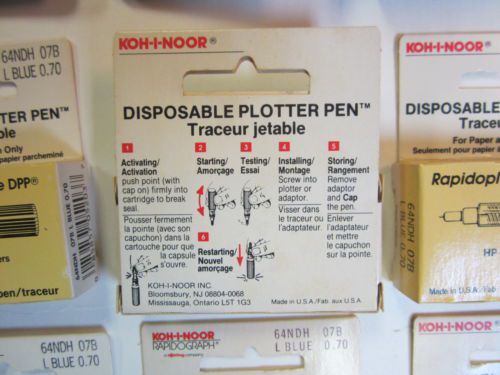 64NDH 07B
L BLUE 0.70
n Only
papier parcheminé
le DPP®
64NDH 07B L BLUE 0.70
pen/traceur
KOH-I-NOOR®
DISPOSABLE PLOTTER PEN™
Traceur jetable
1
Activating/
Activation
push point (with
cap on) firmly into
cartridge to break
seal.
Pousser fermement
la pointe (avec son
capuchon) dans la
cartouche pour que
la capsule
s'ouvre.
2
Starting/
Amorçage
3
Testing/
Essai
4
Installing/
Montage
Screw into
plotter or
adaptor.
Visser dans
le traceur ou
l'adaptateur.
5
Storing/
Rangement
Remove
adaptor
and Cap
the pen.
Enlever
l'adaptateur
et mettre
le capuchon
sur la pointe.
6
Restarting/
Nouvel
amorçage
KOH-I-NOOR INC.
Bloomsbury, NJ 08804-0068
Mississauga, Ontario L5T 1G3
Made in U.S.A./Fab. aux U.S.A.
KOH-I-NOOR®
DISPOSABLE
Tra
For Paper a
Seulement pour papier
Rapidopl
64NDH 07B
L BLUE 0.70
HP
Made in U.S.A./Fab
64NDH 07B
L BLUE 0.70
KOH-I-NOOR®
RAPIDOGRAPH®
a rotring company
64NDH 07B
L BLUE 0.70
KOH-I-NOOR®